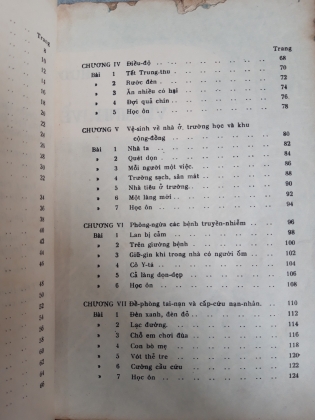 Trang
CHƯƠNG IV Điều-độ . . . . . . . 68
Bài 1 Tết Trung-thu . . . . . . 70
» 2 Rước đèn . . . . . . . 72
» 3 Ăn nhiều có hại . . . . . . 74
» 4 Đợi quả chín . . . . . . 76
» 5 Học ôn . . . . . . . 78
CHƯƠNG V Vệ-sinh về nhà ở, trường học và khu
cộng-đồng . . . . . . 80
Bài 1 Nhà ta . . . . . . . 82
» 2 Quét dọn . . . . . . . 84
» 3 Mỗi người một việc. . . . . . 86
» 4 Trường sạch, sân mát . . . . . 88
» 5 Nhà tiêu ở trường. . . . . . 90
» 6 Một làng mới . . . . . . 92
» 7 Học ôn . . . . . . . 94
CHƯƠNG VI Phòng-ngừa các bệnh truyền-nhiễm . . 96
Bài 1 Lan bị cảm . . . . . . 98
» 2 Trên giường bệnh . . . . . 100
» 3 Giữ-gìn khi trong nhà có người ốm . . 102
» 4 Cô Y-tá . . . . . . . 104
» 5 Cả làng dọn-dẹp . . . . . . 106
» 6 Học ôn . . . . . . . 108
CHƯƠNG VII Đề-phòng tai-nạn và cấp-cứu nạn-nhân. . 110
Bài 1 Đèn xanh, đèn đỏ . . . . . 112
» 2 Lạc đường. . . . . . . 114
» 3 Chỗ em chơi đùa . . . . . . 116
» 4 Con bò mẹ . . . . . . 118
» 5 Vót thẻ tre . . . . . . 120
» 6 Cường cầu cứu . . . . . . 122
» 7 Học ôn . . . . . . . 124